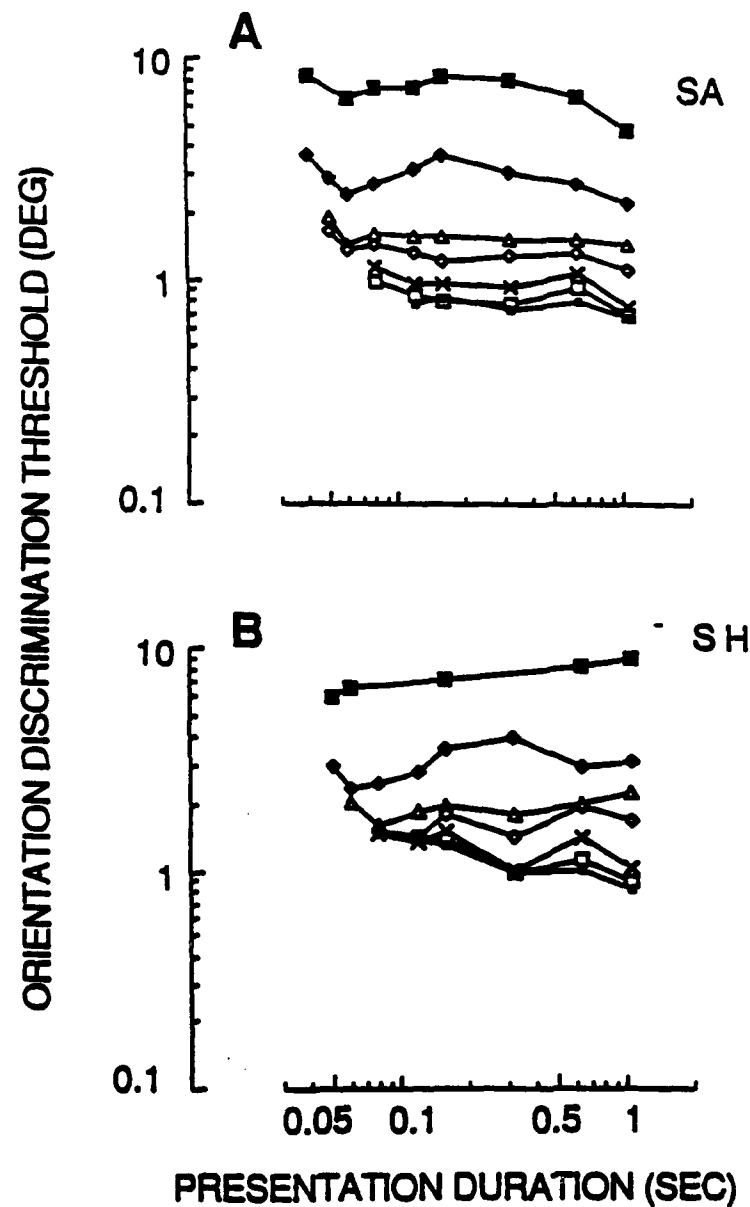 A
SA
10
1
0.1
ORIENTATION DISCRIMINATION THRESHOLD (DEG)
B
SH
10
1
0.1
0.05 0.1 0.5 1
PRESENTATION DURATION (SEC)